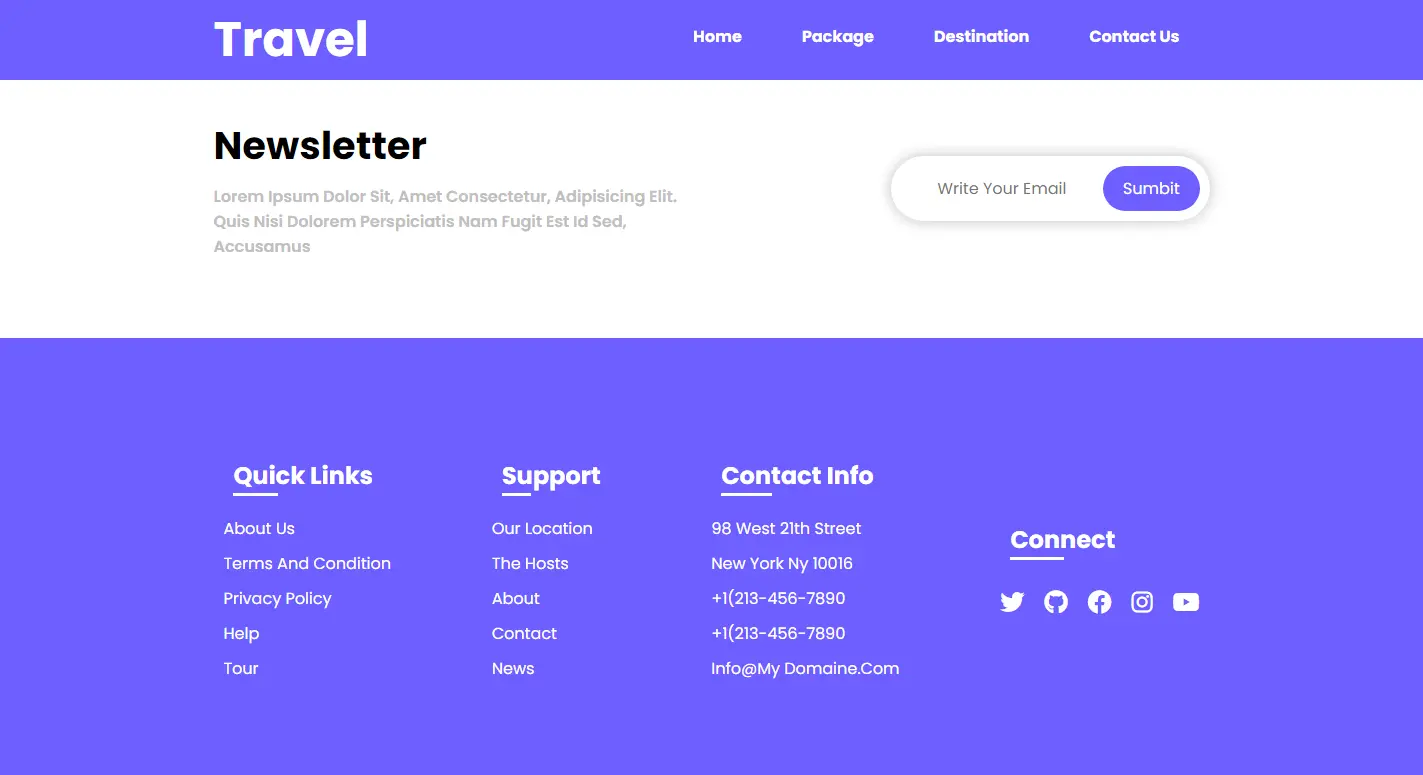 Travel
Home
Package
Destination
Contact Us
Newsletter
Lorem Ipsum Dolor Sit, Amet Consectetur, Adipisicing Elit.
Quis Nisi Dolorem Perspiciatis Nam Fugit Est Id Sed,
Accusamus
Write Your Email
Sumbit
Quick Links
About Us
Terms And Condition
Privacy Policy
Help
Tour
Support
Our Location
The Hosts
About
Contact
News
Contact Info
98 West 21th Street
New York Ny 10016
+1(213-456-7890
+1(213-456-7890
Info@My Domaine.Com
Connect